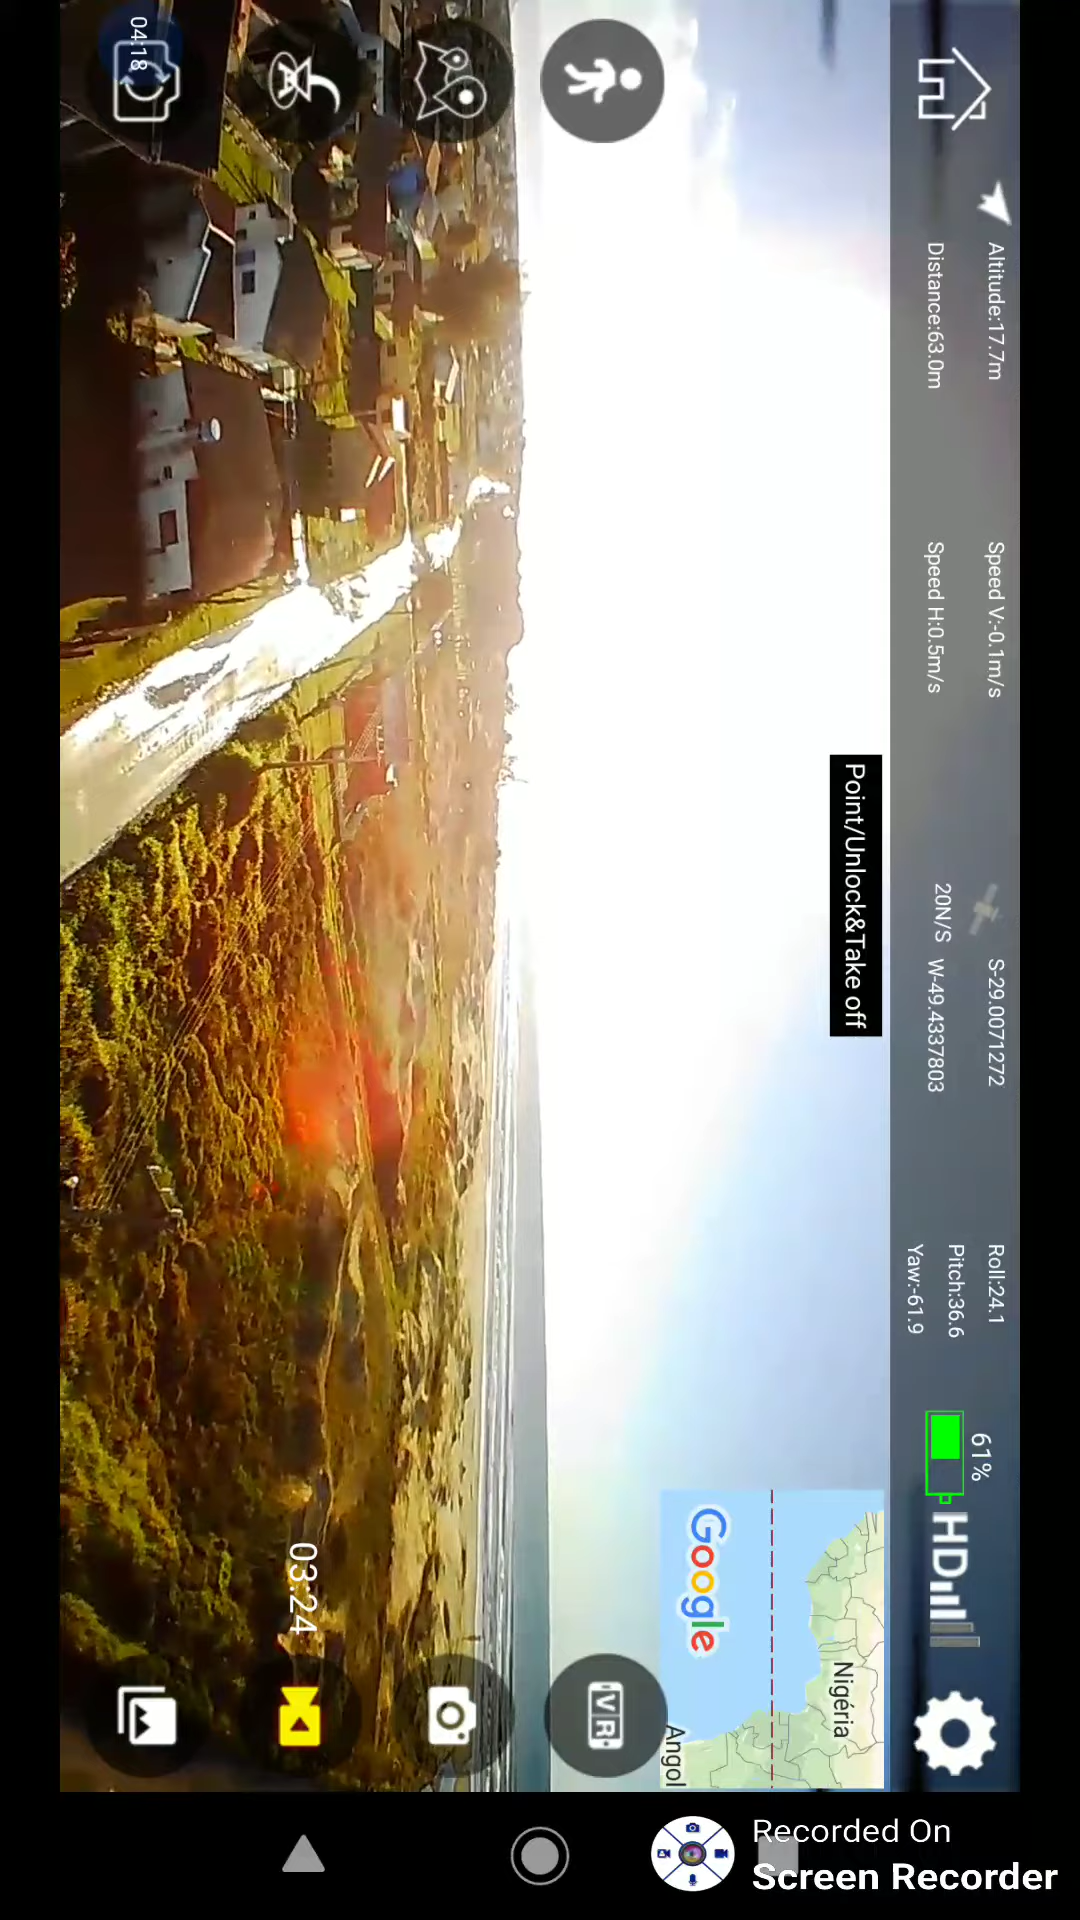 04:18
Altitude:17.7m
Distance:63.0m
Speed V:-0.1m/s
Speed H:0.5m/s
S-29.0071272
20N/S W-49.4337803
Roll:24.1
Pitch:36.6
Yaw:-61.9
61%
HD
Point/Unlock&Take off
Google
Nigéria
Angol
VR
03:24
Recorded On
Screen Recorder